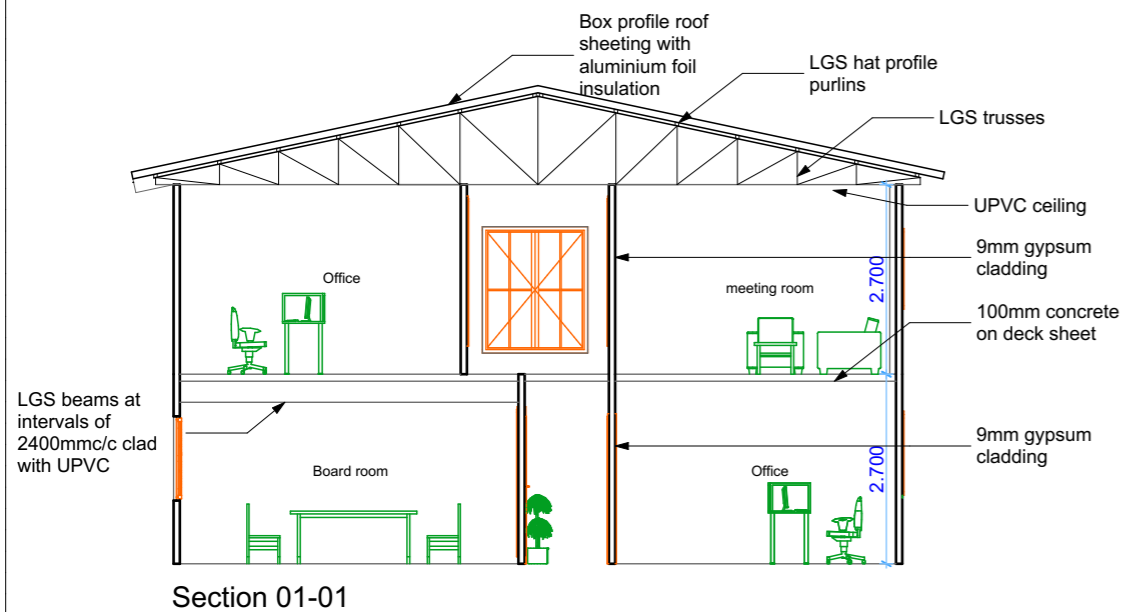 Box profile roof
sheeting with
aluminium foil
insulation
LGS hat profile
purlins
LGS trusses
UPVC ceiling
9mm gypsum
cladding
2.700
Office
meeting room
100mm concrete
on deck sheet
LGS beams at
intervals of
2400mmc/c clad
with UPVC
9mm gypsum
cladding
2.700
Board room
Office
Section 01-01